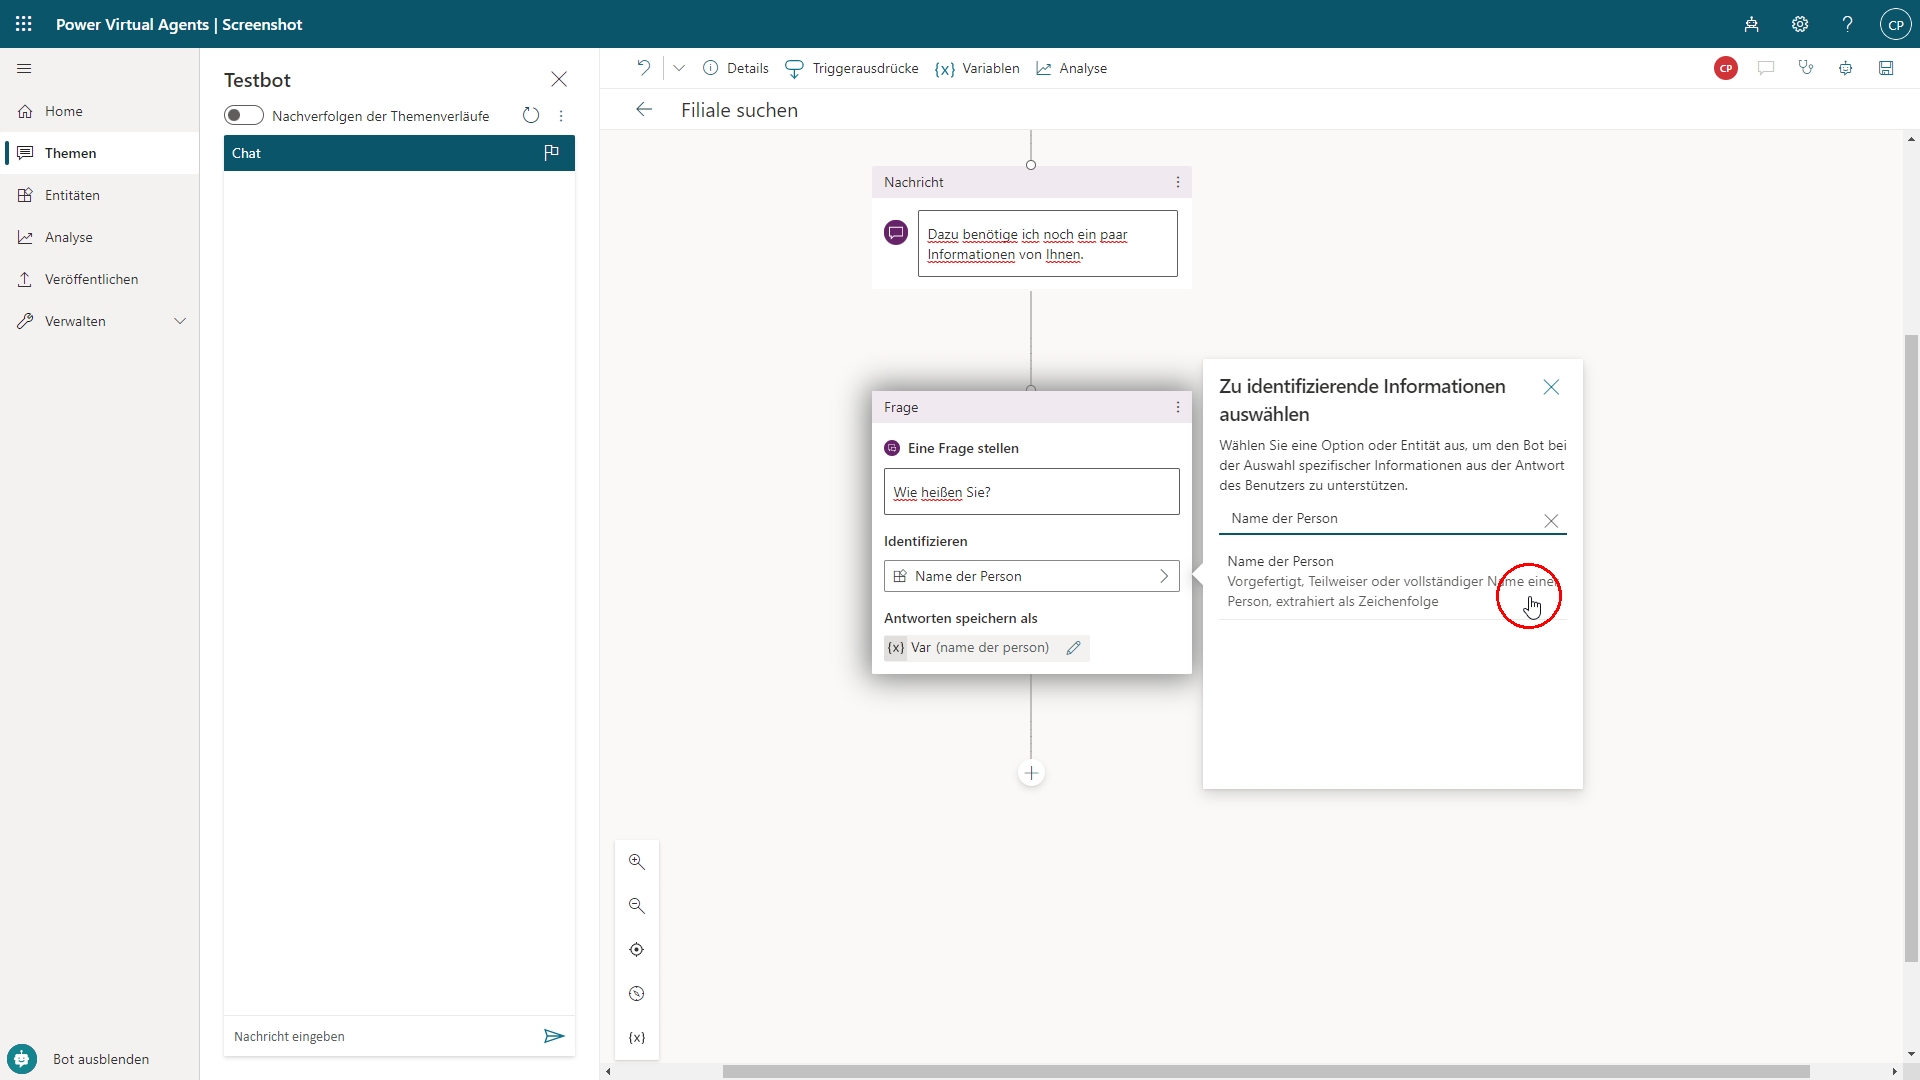 Power Virtual Agents | Screenshot
CP
Home
Themen
Entitäten
Analyse
Veröffentlichen
Verwalten
Bot ausblenden
Testbot
Nachverfolgen der Themenverläufe
Chat
Nachricht eingeben
Details
Triggerausdrücke
{x} Variablen
Analyse
CP
Filiale suchen
Nachricht
Dazu benötige ich noch ein paar
Informationen von Ihnen.
Frage
Eine Frage stellen
Wie heißen Sie?
Identifizieren
Name der Person
Antworten speichern als
{x} Var (name der person)
Zu identifizierende Informationen
auswählen
Wählen Sie eine Option oder Entität aus, um den Bot bei
der Auswahl spezifischer Informationen aus der Antwort
des Benutzers zu unterstützen.
Name der Person
Name der Person
Vorgefertigt, Teilweiser oder vollständiger Name einer
Person, extrahiert als Zeichenfolge
{x}